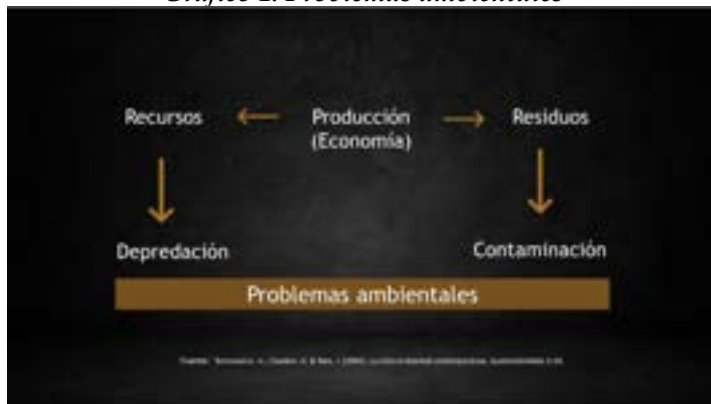 Gráfico 1. Problemas ambientales
Recursos
Producción
(Economía)
Residuos
Depredación
Contaminación
Problemas ambientales